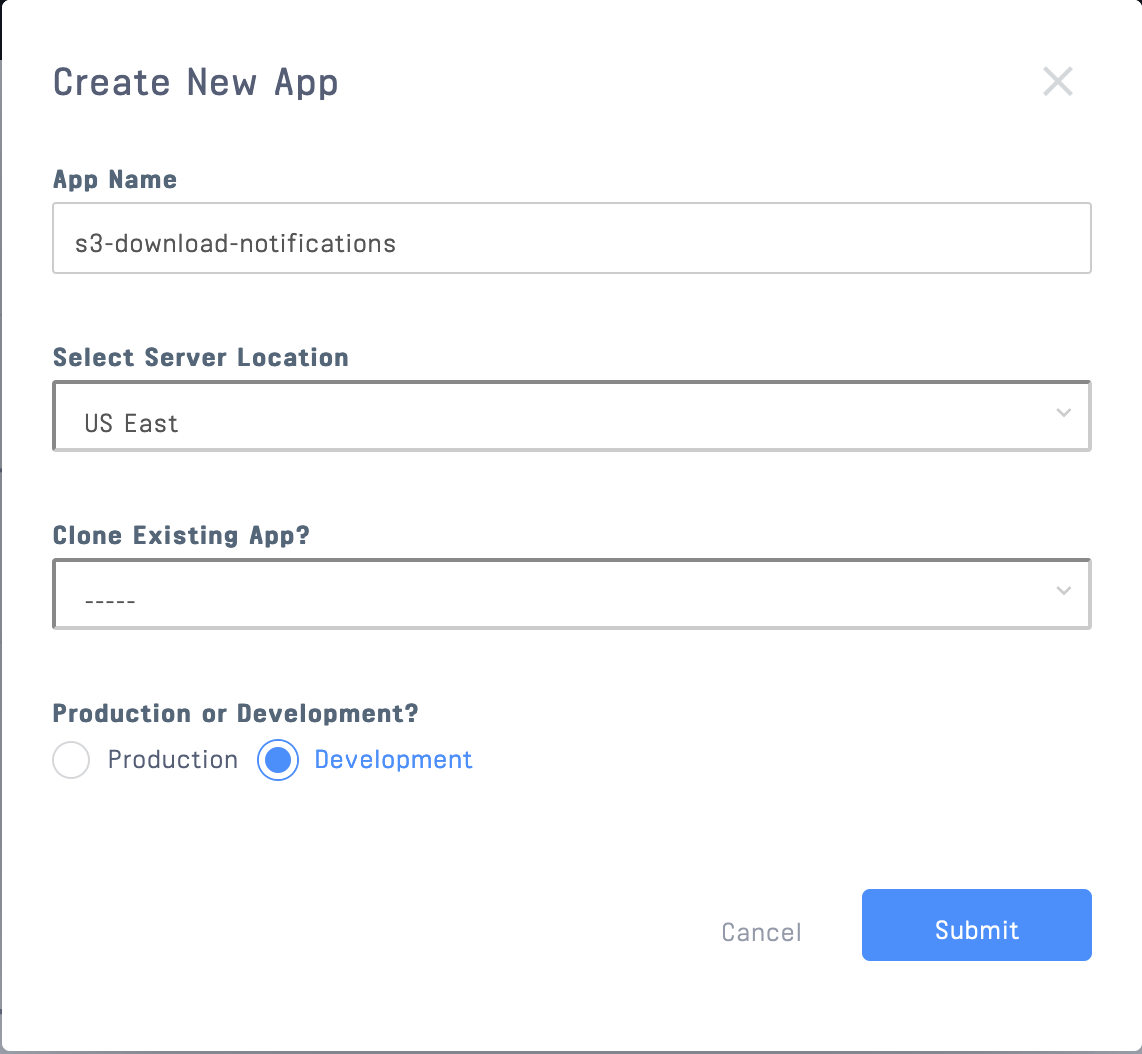 Create New App
App Name
s3-download-notifications
Select Server Location
US East
Clone Existing App?
-----
Production or Development?
Production Development
Cancel Submit